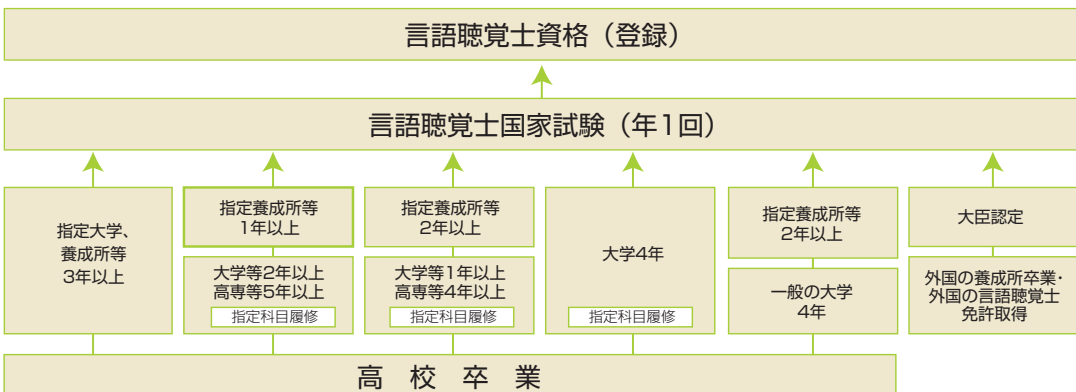 言語聴覚士資格（登録）
言語聴覚士国家試験（年1回）
指定大学、
養成所等
3年以上
指定養成所等
1年以上
大学等2年以上
高専等5年以上
指定科目履修
指定養成所等
2年以上
大学等1年以上
高専等4年以上
指定科目履修
大学4年
指定科目履修
指定養成所等
2年以上
一般の大学
4年
大臣認定
外国の養成所卒業・
外国の言語聴覚士
免許取得
高校卒業